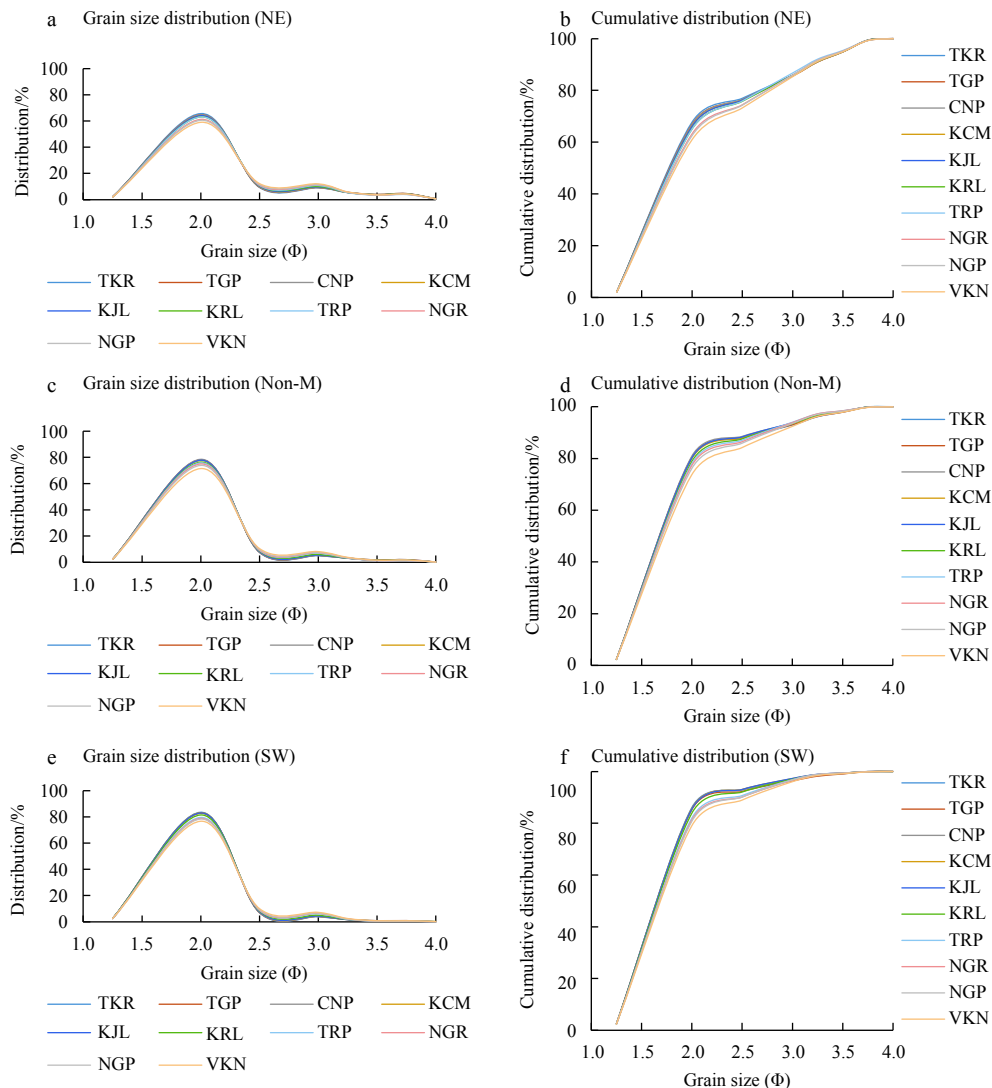 a Grain size distribution (NE)
Distribution/%
100
80
60
40
20
0
1.0 1.5 2.0 2.5 3.0 3.5 4.0
Grain size (Φ)
TKR TGP CNP KCM
KJL KRL TRP NGR
NGP VKN
b Cumulative distribution (NE)
Cumulative distribution/%
100
80
60
40
20
0
1.0 1.5 2.0 2.5 3.0 3.5 4.0
Grain size (Φ)
TKR
TGP
CNP
KCM
KJL
KRL
TRP
NGR
NGP
VKN
c Grain size distribution (Non-M)
Distribution/%
100
80
60
40
20
0
1.0 1.5 2.0 2.5 3.0 3.5 4.0
Grain size (Φ)
TKR TGP CNP KCM
KJL KRL TRP NGR
NGP VKN
d Cumulative distribution (Non-M)
Cumulative distribution/%
100
80
60
40
20
0
1.0 1.5 2.0 2.5 3.0 3.5 4.0
Grain size (Φ)
TKR
TGP
CNP
KCM
KJL
KRL
TRP
NGR
NGP
VKN
e Grain size distribution (SW)
Distribution/%
100
80
60
40
20
0
1.0 1.5 2.0 2.5 3.0 3.5 4.0
Grain size (Φ)
TKR TGP CNP KCM
KJL KRL TRP NGR
NGP VKN
f Cumulative distribution (SW)
Cumulative distribution/%
100
80
60
40
20
0
1.0 1.5 2.0 2.5 3.0 3.5 4.0
Grain size (Φ)
TKR
TGP
CNP
KCM
KJL
KRL
TRP
NGR
NGP
VKN